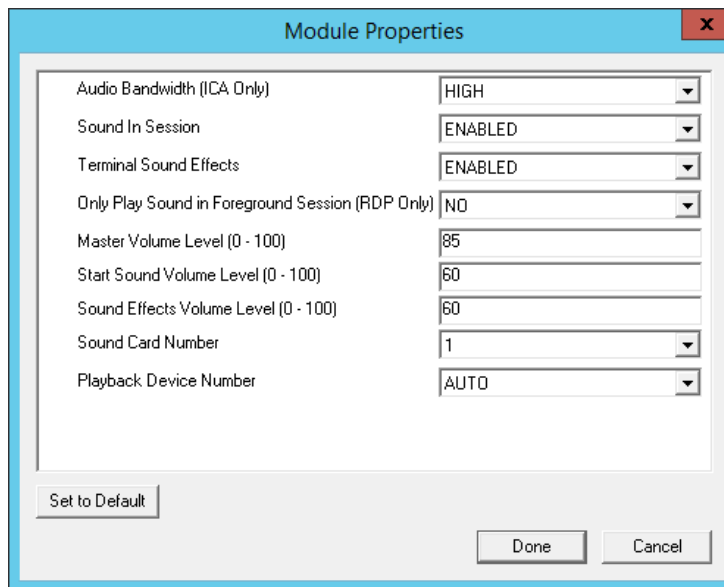 Module Properties
x
Audio Bandwidth (ICA Only) HIGH
Sound In Session ENABLED
Terminal Sound Effects ENABLED
Only Play Sound in Foreground Session (RDP Only) NO
Master Volume Level (0 - 100) 85
Start Sound Volume Level (0 - 100) 60
Sound Effects Volume Level (0 - 100) 60
Sound Card Number 1
Playback Device Number AUTO
Set to Default
Done Cancel